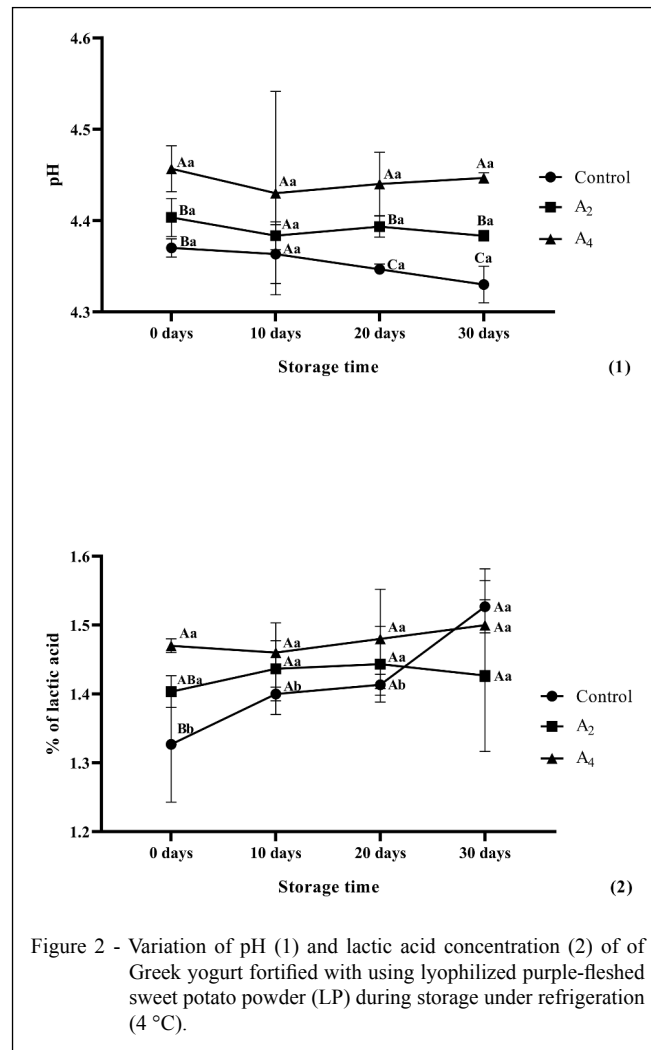 4.6
4.5
4.4
4.3
pH
Aa
Aa
Aa
Aa
Ba
Aa
Ba
Ba
Ba
Aa
Ca
Ca
Control
A₂
A₄
0 days
10 days
20 days
30 days
Storage time
(1)
1.6
1.5
1.4
1.3
1.2
% of lactic acid
Aa
Aa
Aa
Aa
Aa
ABa
Aa
Aa
Aa
Bb
Ab
Ab
Control
A₂
A₄
0 days
10 days
20 days
30 days
Storage time
(2)
Figure 2 - Variation of pH (1) and lactic acid concentration (2) of of
Greek yogurt fortified with using lyophilized purple-fleshed
sweet potato powder (LP) during storage under refrigeration
(4 °C).